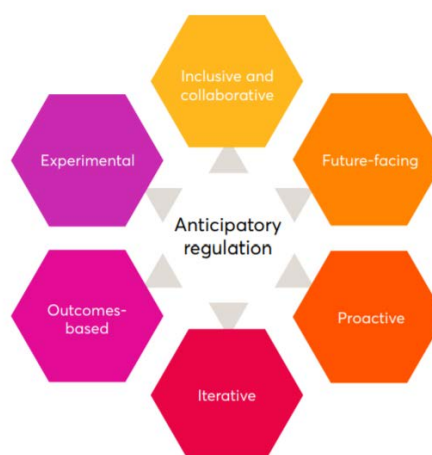 Inclusive and
collaborative
Experimental
Future-facing
Anticipatory
regulation
Outcomes-
based
Proactive
Iterative